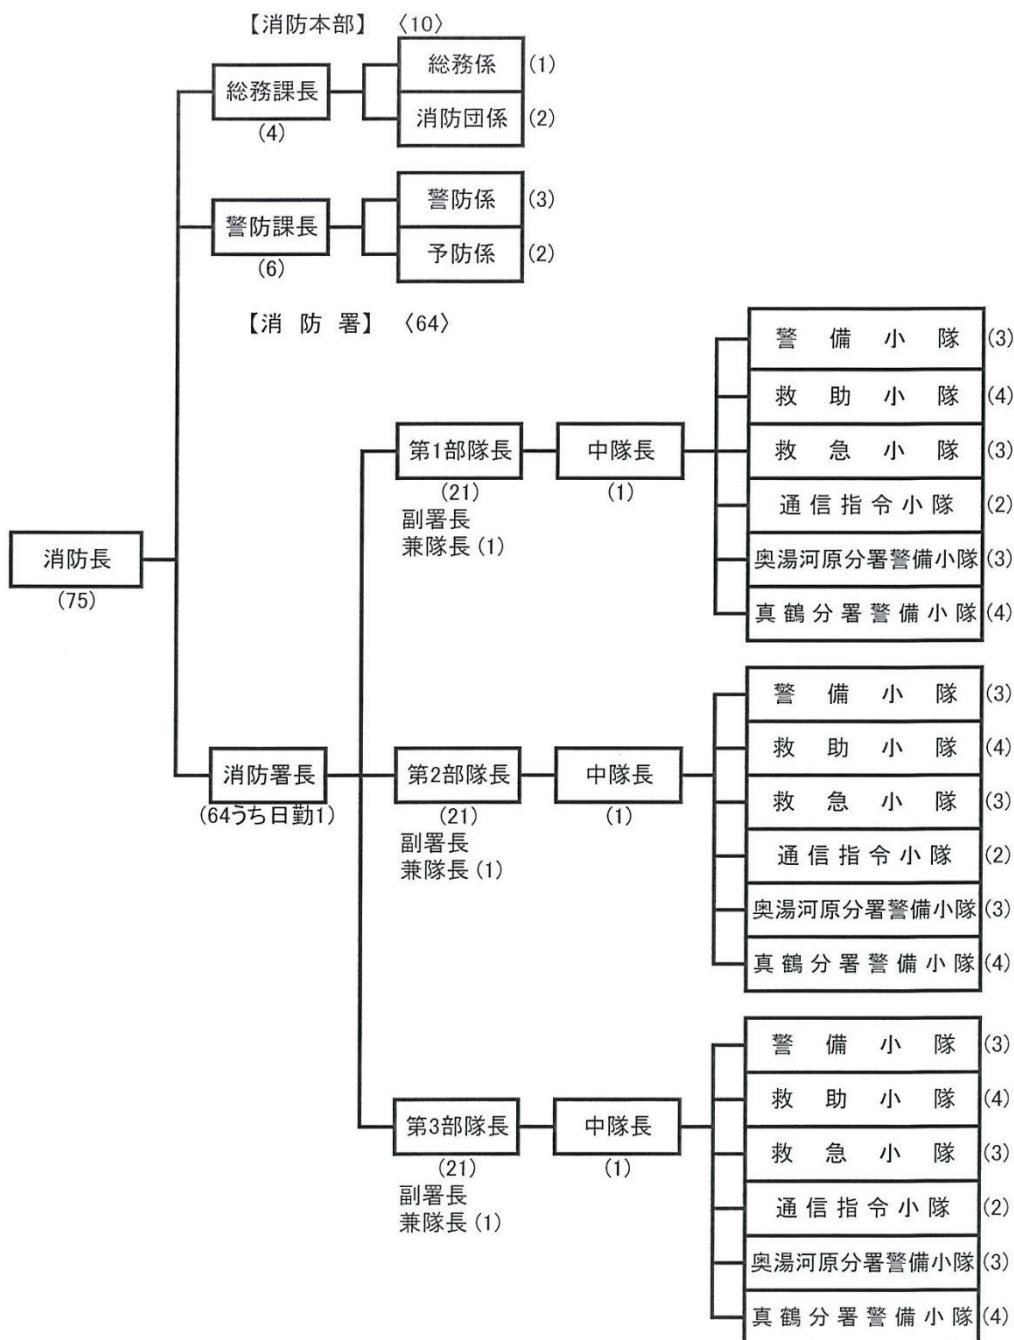 【消防本部】 〈10〉
総務課長
(4)
総務係 (1)
消防団係 (2)
警防課長
(6)
警防係 (3)
予防係 (2)
【消 防 署】 〈64〉
消防長
(75)
消防署長
(64うち日勤1)
第1部隊長
(21)
副署長
兼隊長(1)
中隊長
(1)
警備小隊 (3)
救助小隊 (4)
救急小隊 (3)
通信指令小隊 (2)
奥湯河原分署警備小隊 (3)
真鶴分署警備小隊 (4)
第2部隊長
(21)
副署長
兼隊長(1)
中隊長
(1)
警備小隊 (3)
救助小隊 (4)
救急小隊 (3)
通信指令小隊 (2)
奥湯河原分署警備小隊 (3)
真鶴分署警備小隊 (4)
第3部隊長
(21)
副署長
兼隊長(1)
中隊長
(1)
警備小隊 (3)
救助小隊 (4)
救急小隊 (3)
通信指令小隊 (2)
奥湯河原分署警備小隊 (3)
真鶴分署警備小隊 (4)